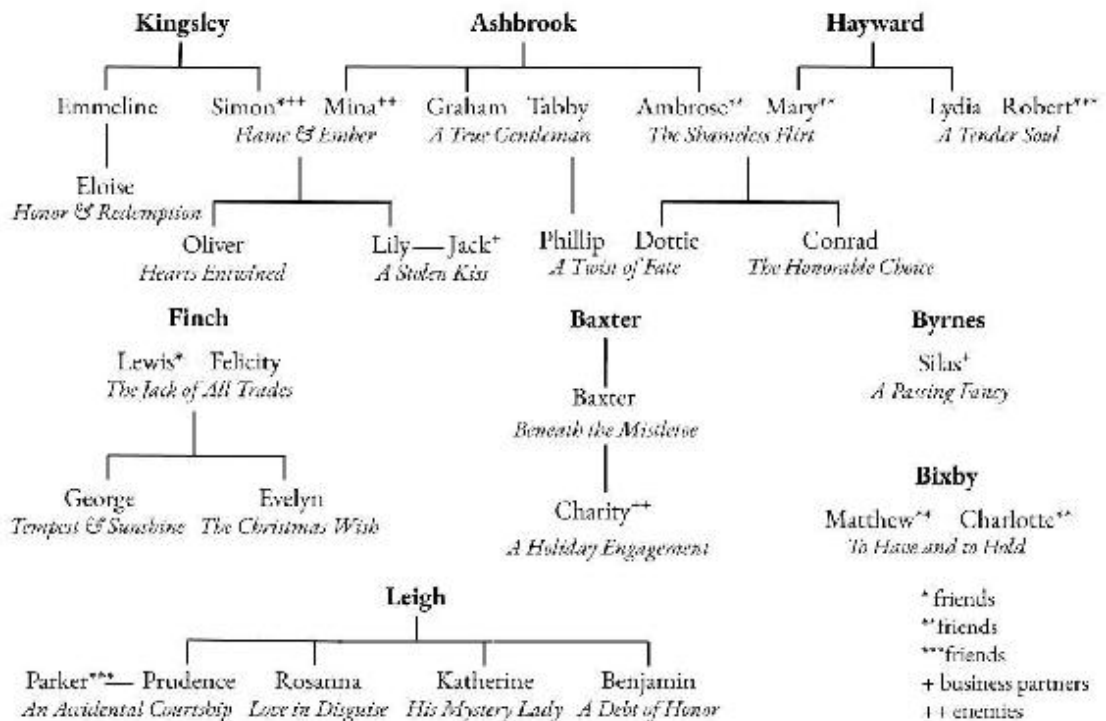 Kingsley Ashbrook Hayward
Emmeline Simon*++ Mina++ Graham Tabby Ambrose** Mary** Lydia Robert***
Flame & Ember A True Gentleman The Shameless Flirt A Tender Soul
Eloise
Honor & Redemption
Oliver Lily Jack+ Phillip Dottie Conrad
Hearts Entwined A Stolen Kiss A Twist of Fate The Honorable Choice
Finch Baxter Byrnes
Lewis* Felicity Silas+
The Jack of All Trades A Passing Fancy
Baxter
Beneath the Mistletoe
George Evelyn Bixby
Tempest & Sunshine The Christmas Wish Charity++ Matthew** Charlotte**
A Holiday Engagement To Have and to Hold
Leigh
* friends
** friends
Parker*** Prudence Rosanna Katherine Benjamin ***friends
An Accidental Courtship Love in Disguise His Mystery Lady A Debt of Honor + business partners
++ enemies